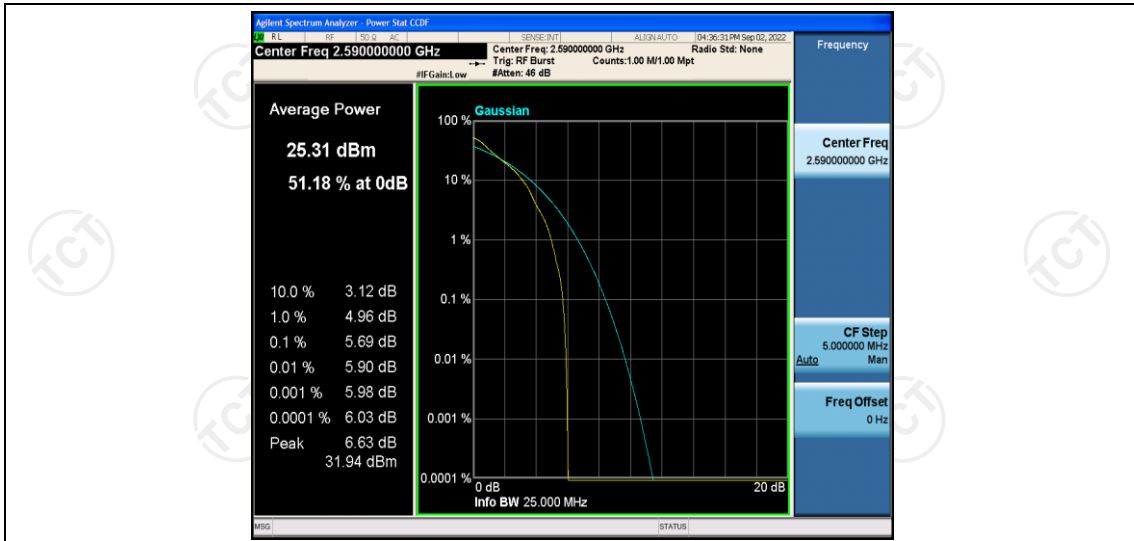 Agilent Spectrum Analyzer - Power Stat CCDF
LXI RL RF 50 Ω AC SENSE:INT ALIGN AUTO 04:36:31 PM Sep 02, 2022
Center Freq 2.590000000 GHz
Center Freq: 2.590000000 GHz Radio Std: None
Trig: RF Burst Counts:1.00 M/1.00 Mpt
#IFGain:Low #Atten: 46 dB
Frequency
Average Power
25.31 dBm
51.18 % at 0dB
10.0 % 3.12 dB
1.0 % 4.96 dB
0.1 % 5.69 dB
0.01 % 5.90 dB
0.001 % 5.98 dB
0.0001 % 6.03 dB
Peak 6.63 dB
31.94 dBm
Gaussian
100 %
10 %
1 %
0.1 %
0.01 %
0.001 %
0.0001 %
0 dB 20 dB
Info BW 25.000 MHz
Center Freq
2.590000000 GHz
CF Step
5.000000 MHz
Auto Man
Freq Offset
0 Hz
MSG STATUS
TCT
TCT
TCT
TCT
TCT
TCT